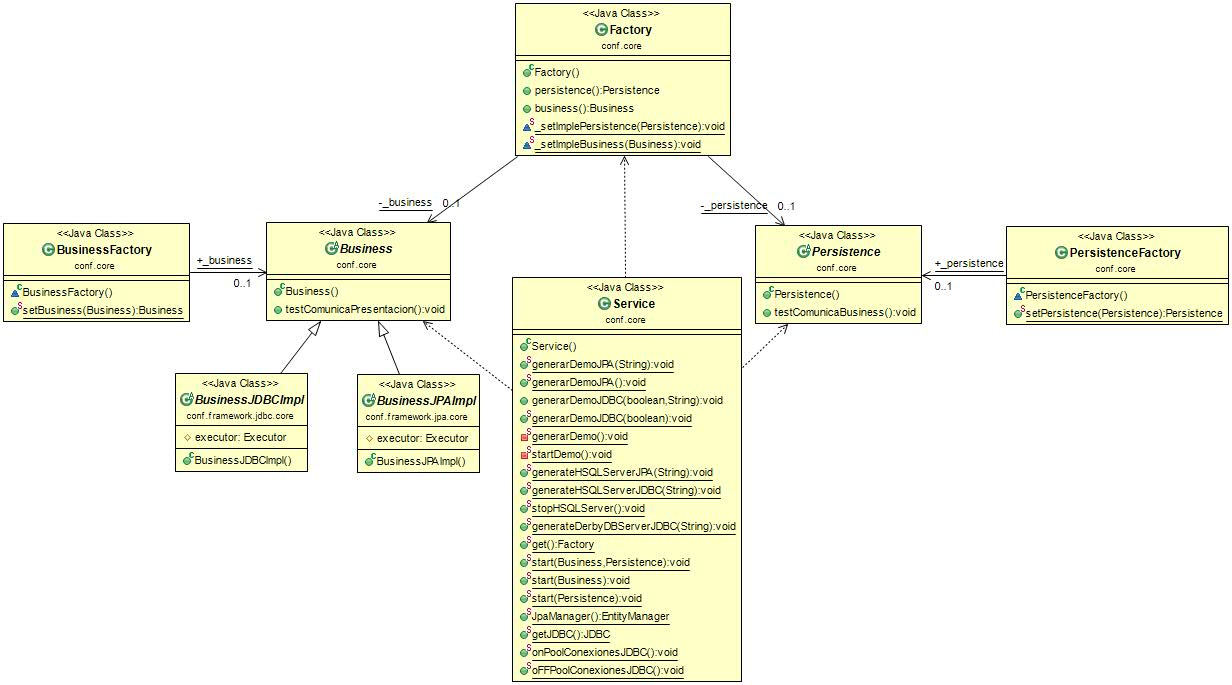 <<Java Class>>
Factory
conf.core
Factory()
persistence():Persistence
business():Business
_setImplePersistence(Persistence):void
_setImpleBusiness(Business):void
-_business
0..1
-_persistence
0..1
<<Java Class>>
BusinessFactory
conf.core
BusinessFactory()
setBusiness(Business):Business
+_business
0..1
<<Java Class>>
Business
conf.core
Business()
testComunicaPresentacion():void
<<Java Class>>
Persistence
conf.core
Persistence()
testComunicaBusiness():void
+_persistence
0..1
<<Java Class>>
PersistenceFactory
conf.core
PersistenceFactory()
setPersistence(Persistence):Persistence
<<Java Class>>
BusinessJDBCImpl
conf.framework.jdbc.core
executor: Executor
BusinessJDBCImpl()
<<Java Class>>
BusinessJPAImpl
conf.framework.jpa.core
executor: Executor
BusinessJPAImpl()
<<Java Class>>
Service
conf.core
Service()
generarDemoJPA(String):void
generarDemoJPA():void
generarDemoJDBC(boolean,String):void
generarDemoJDBC(boolean):void
generarDemo():void
startDemo():void
generateHSQLServerJPA(String):void
generateHSQLServerJDBC(String):void
stopHSQLServer():void
generateDerbyDBServerJDBC(String):void
get():Factory
start(Business,Persistence):void
start(Business):void
start(Persistence):void
JpaManager():EntityManager
getJDBC():JDBC
onPoolConexionesJDBC():void
oFFPoolConexionesJDBC():void